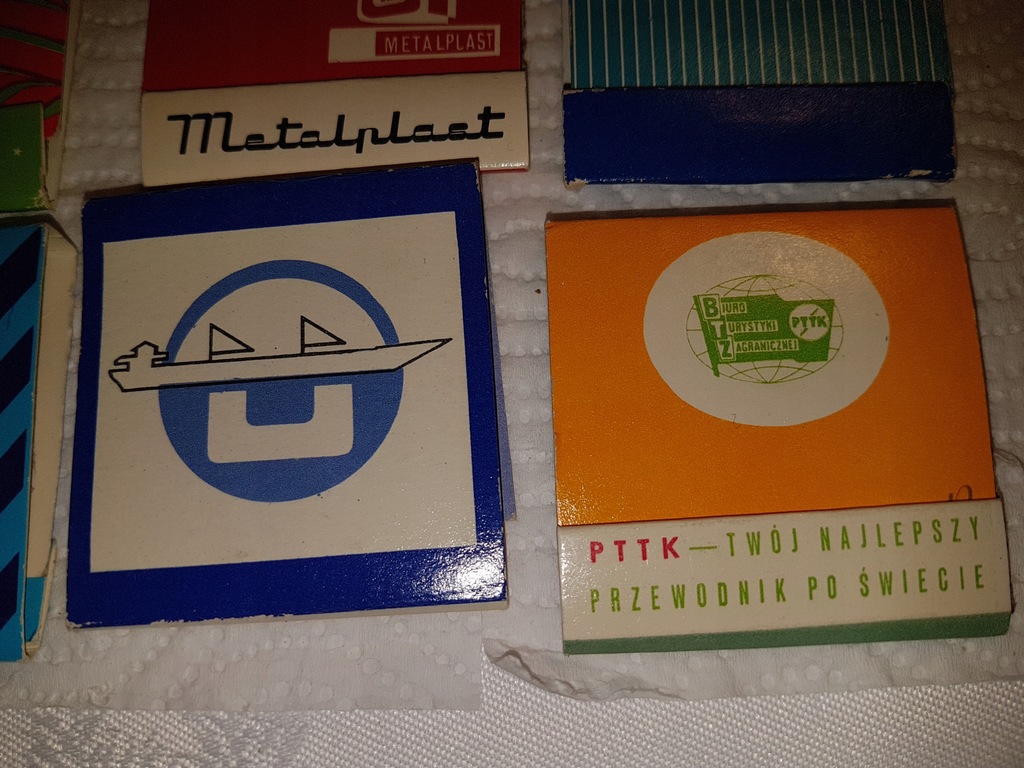 METALPLAST
Metalplast
BIURO
TURYSTYKI
ZAGRANICZNEJ
PTTK
PTTK — TWÓJ NAJLEPSZY
PRZEWODNIK PO ŚWIECIE